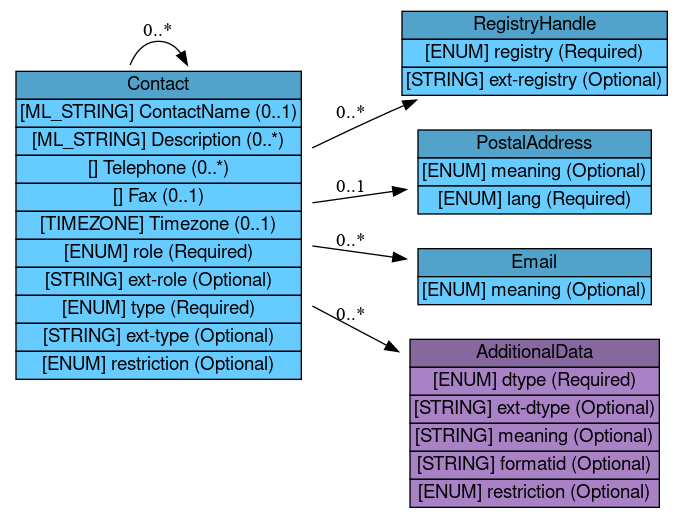 0..*
Contact
[ML_STRING] ContactName (0..1)
[ML_STRING] Description (0..*)
[] Telephone (0..*)
[] Fax (0..1)
[TIMEZONE] Timezone (0..1)
[ENUM] role (Required)
[STRING] ext-role (Optional)
[ENUM] type (Required)
[STRING] ext-type (Optional)
[ENUM] restriction (Optional)
0..*
0..1
0..*
0..*
RegistryHandle
[ENUM] registry (Required)
[STRING] ext-registry (Optional)
PostalAddress
[ENUM] meaning (Optional)
[ENUM] lang (Required)
Email
[ENUM] meaning (Optional)
AdditionalData
[ENUM] dtype (Required)
[STRING] ext-dtype (Optional)
[STRING] meaning (Optional)
[STRING] formatid (Optional)
[ENUM] restriction (Optional)